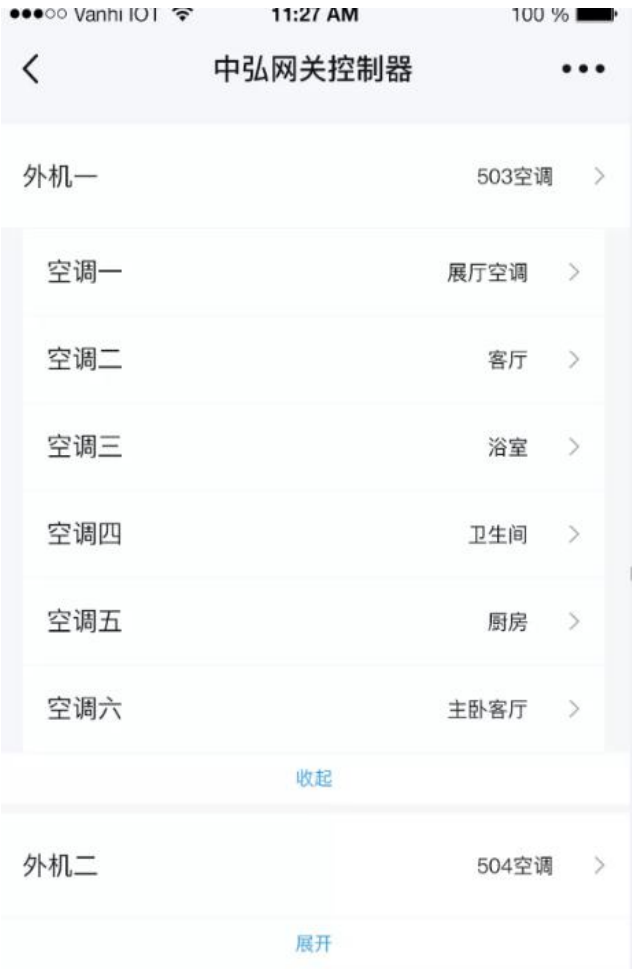 Vanhi IOT 11:27 AM 100 %
中弘网关控制器
外机一 503空调
空调一 展厅空调
空调二 客厅
空调三 浴室
空调四 卫生间
空调五 厨房
空调六 主卧客厅
收起
外机二 504空调
展开